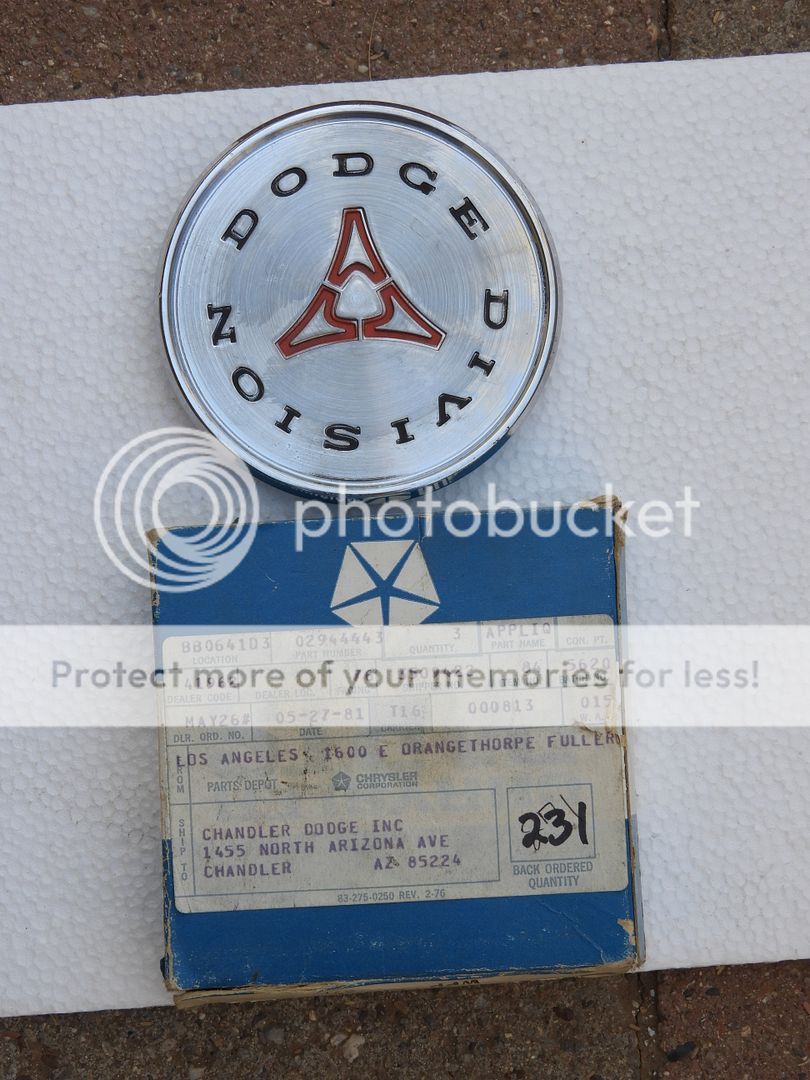 DODGE DIVISION
photobucket
BB0641D3 02944443 3 APPLIQ
LOCATION PART NUMBER QUANTITY. PART NAME CON. PT.
Protect more of your memories for less!
DEALER CODE DEALER LOC.
MAY26# 05-27-81 T16 000813 015
DLR. ORD. NO. DATE
LOS ANGELES 1600 E ORANGETHORPE FULLER
FROM
PARTS DEPOT CHRYSLER
CORPORATION
SHIP TO
CHANDLER DODGE INC
1455 NORTH ARIZONA AVE
CHANDLER AZ 85224
231
BACK ORDERED
QUANTITY
83-275-0250 REV. 2-76